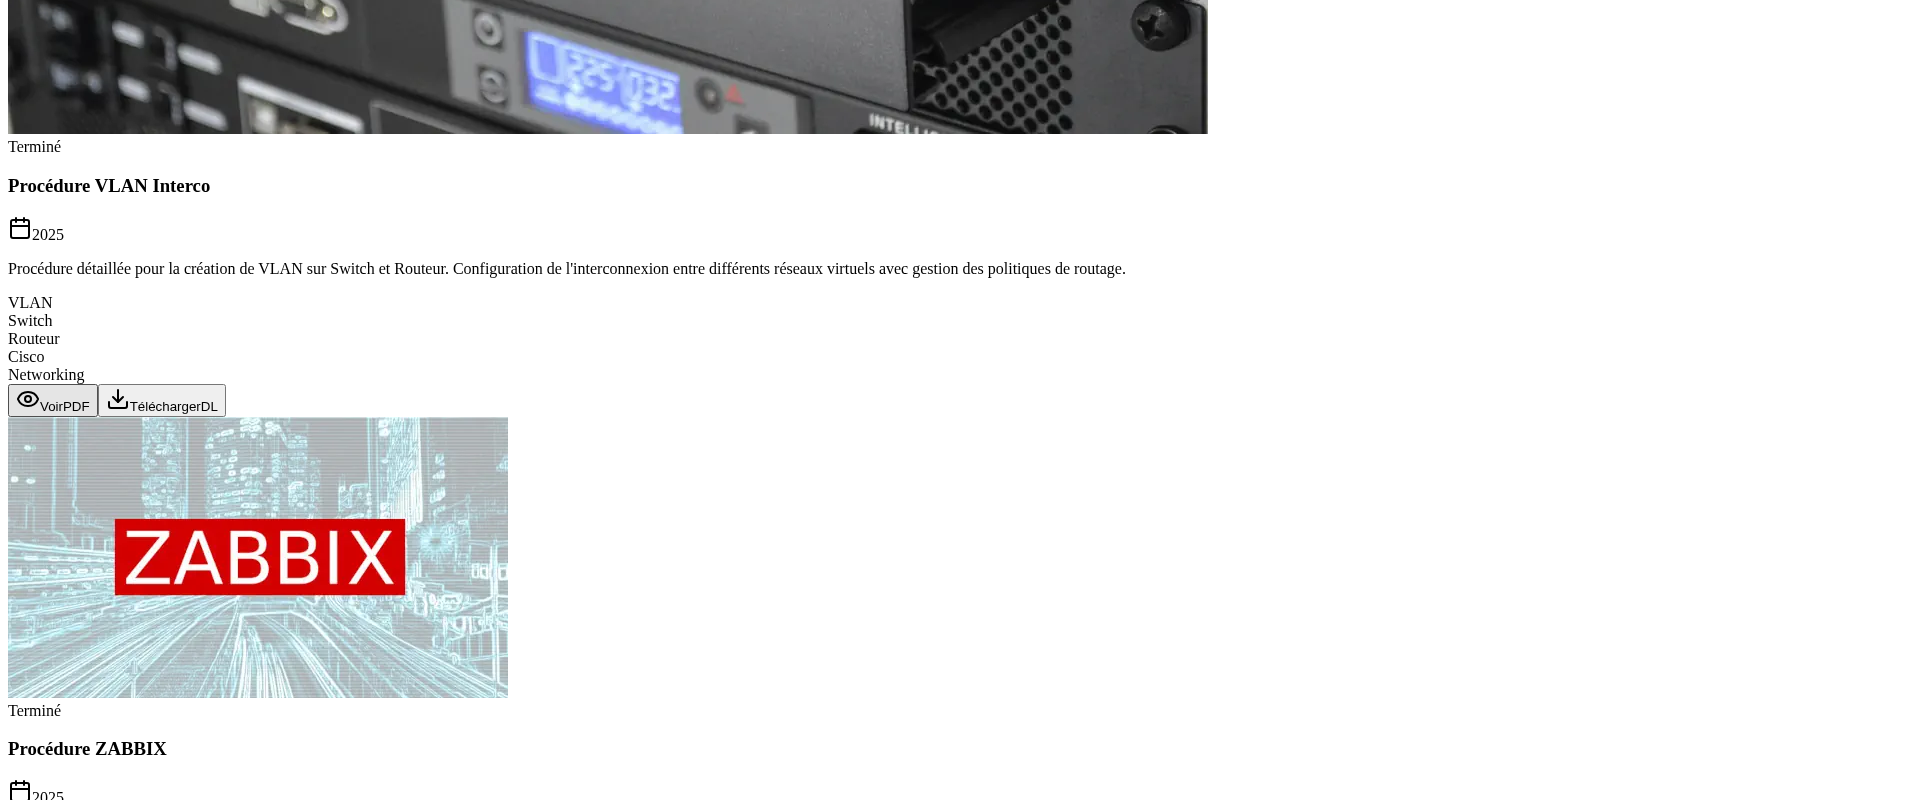 225 032
INTELLI
Terminé
Procédure VLAN Interco
2025
Procédure détaillée pour la création de VLAN sur Switch et Routeur. Configuration de l'interconnexion entre différents réseaux virtuels avec gestion des politiques de routage.
VLAN
Switch
Routeur
Cisco
Networking
VoirPDF TéléchargerDL
ZABBIX
Terminé
Procédure ZABBIX
2025